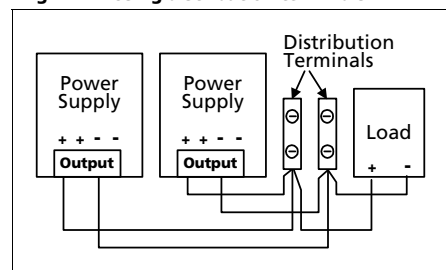 Distribution
Terminals
Power
Supply
+ + - -
Output
Power
Supply
+ + - -
Output
Load
+ -